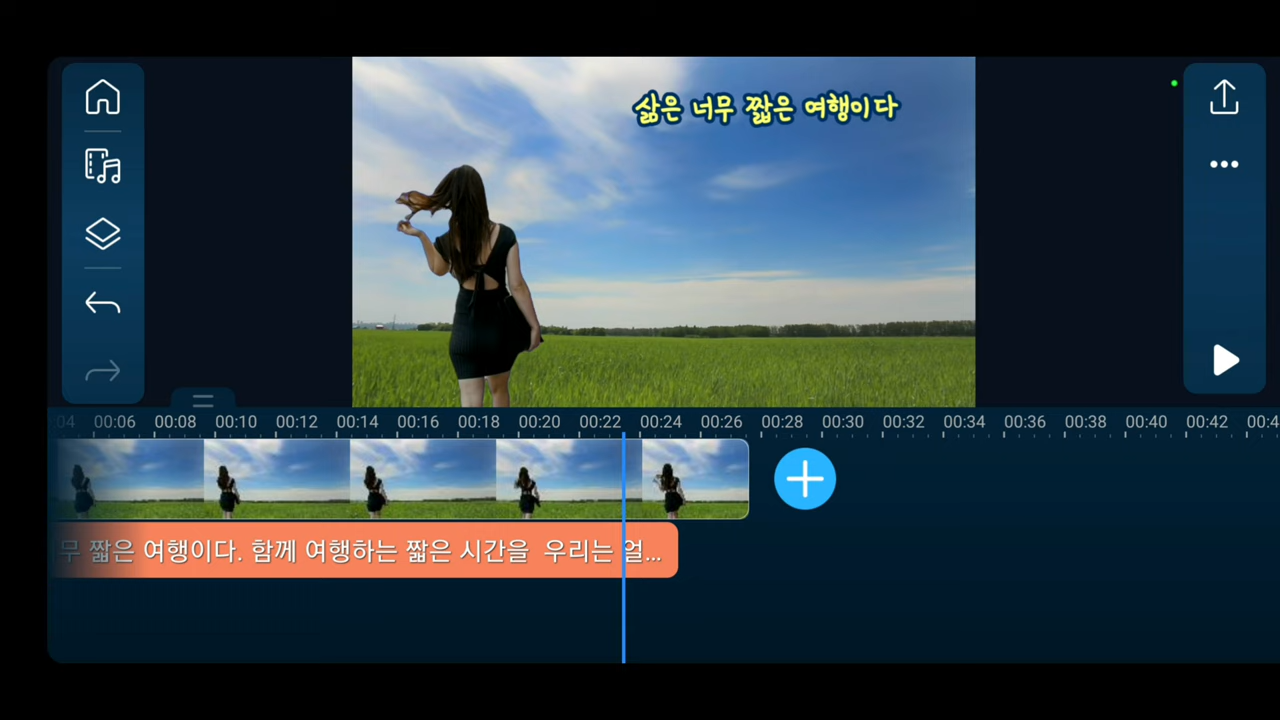 삶은 너무 짧은 여행이다
04 00:06 00:08 00:10 00:12 00:14 00:16 00:18 00:20 00:22 00:24 00:26 00:28 00:30 00:32 00:34 00:36 00:38 00:40 00:42 00:4
무 짧은 여행이다. 함께 여행하는 짧은 시간을 우리는 얼...